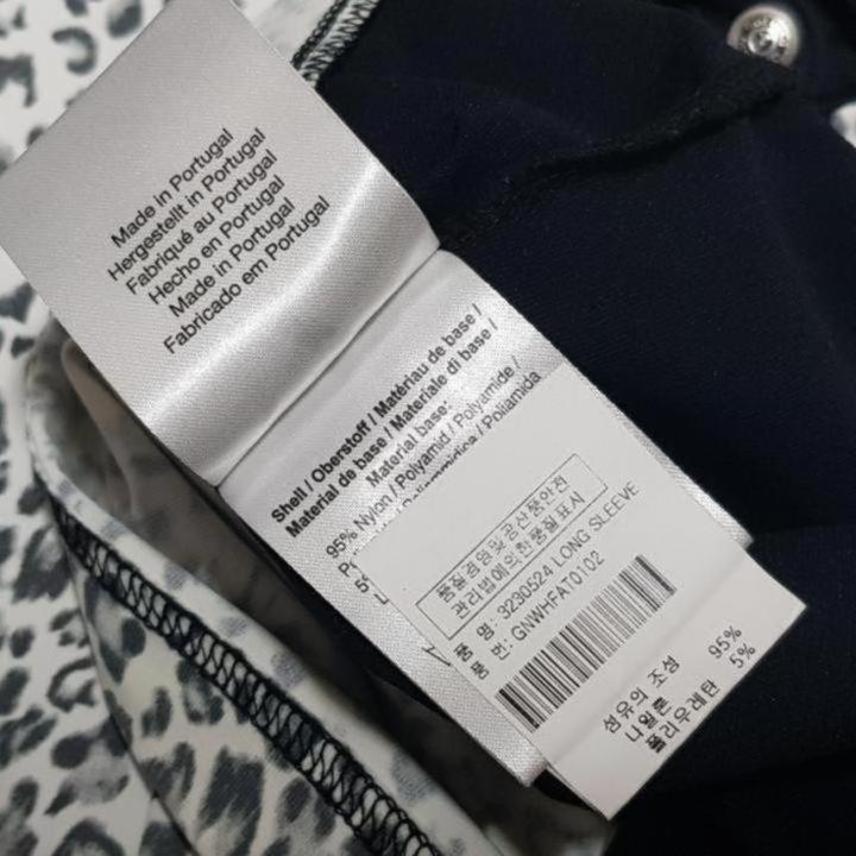 Made in Portugal
Hergestellt in Portugal
Fabriqué au Portugal
Hecho en Portugal
Made in Portugal
Fabricado em Portugal
Shell / Oberstoff / Matériau de base /
Material de base / Materiale di base /
Material base:
95% Nylon / Polyamid / Polyamide /
/ Poliamida
5%
품질경영및공산품안전
관리법에의한품질표시
품 명: 3230524 LONG SLEEVE
품 번: GNWHFAT0102
섬유의 조성
나일론 95%
폴리우레탄 5%